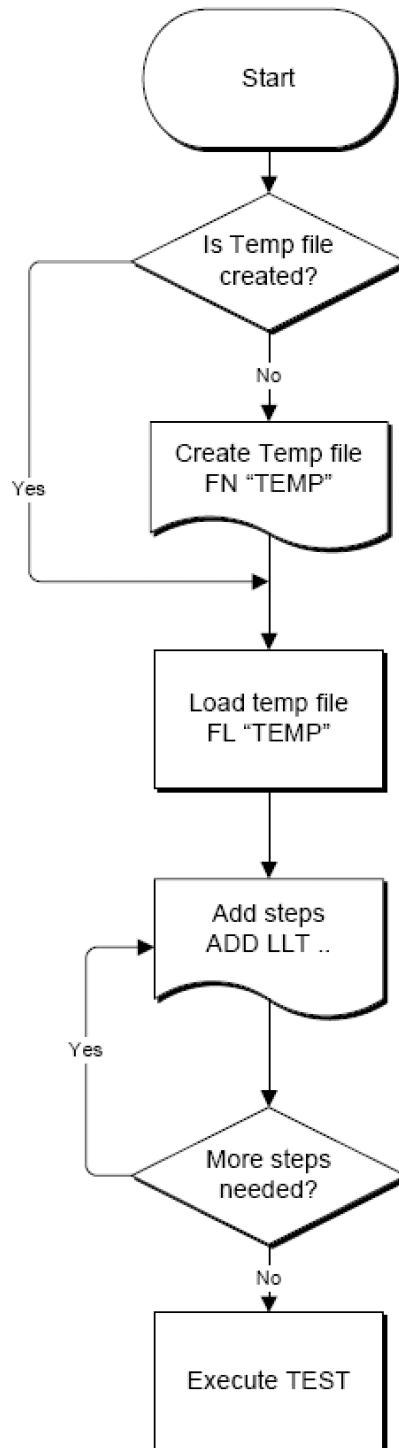 Start
Is Temp file
created?
No
Create Temp file
FN “TEMP”
Yes
Load temp file
FL “TEMP”
Add steps
ADD LLT ..
Yes
More steps
needed?
No
Execute TEST